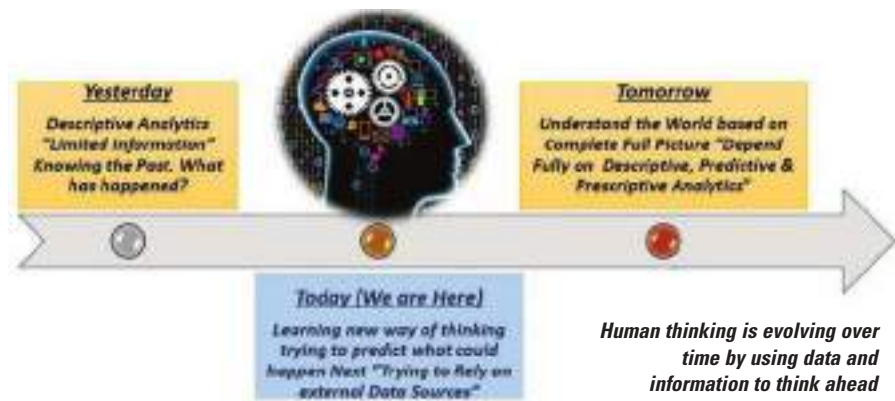 Yesterday
Descriptive Analytics
"Limited Information"
Knowing the Past. What
has happened?
Tomorrow
Understand the World based on
Complete Full Picture "Depend
Fully on Descriptive, Predictive &
Prescriptive Analytics"
Today (We are Here)
Learning new way of thinking
trying to predict what could
happen Next "Trying to Rely on
external Data Sources"
Human thinking is evolving over
time by using data and
information to think ahead